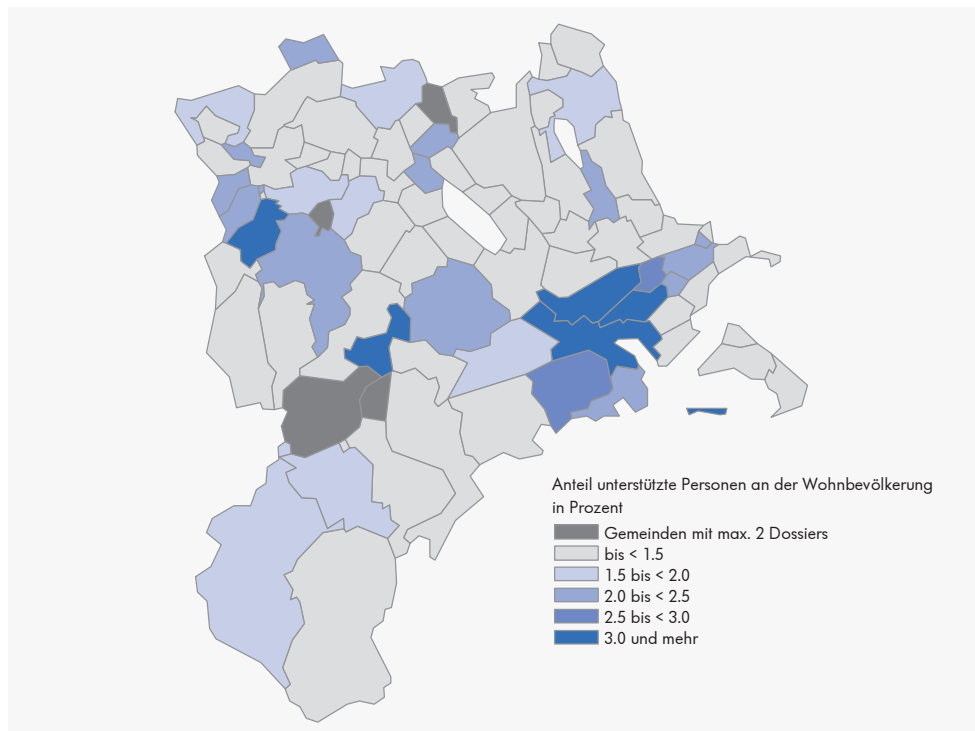 Anteil unterstützte Personen an der Wohnbevölkerung
in Prozent
Gemeinden mit max. 2 Dossiers
bis < 1.5
1.5 bis < 2.0
2.0 bis < 2.5
2.5 bis < 3.0
3.0 und mehr